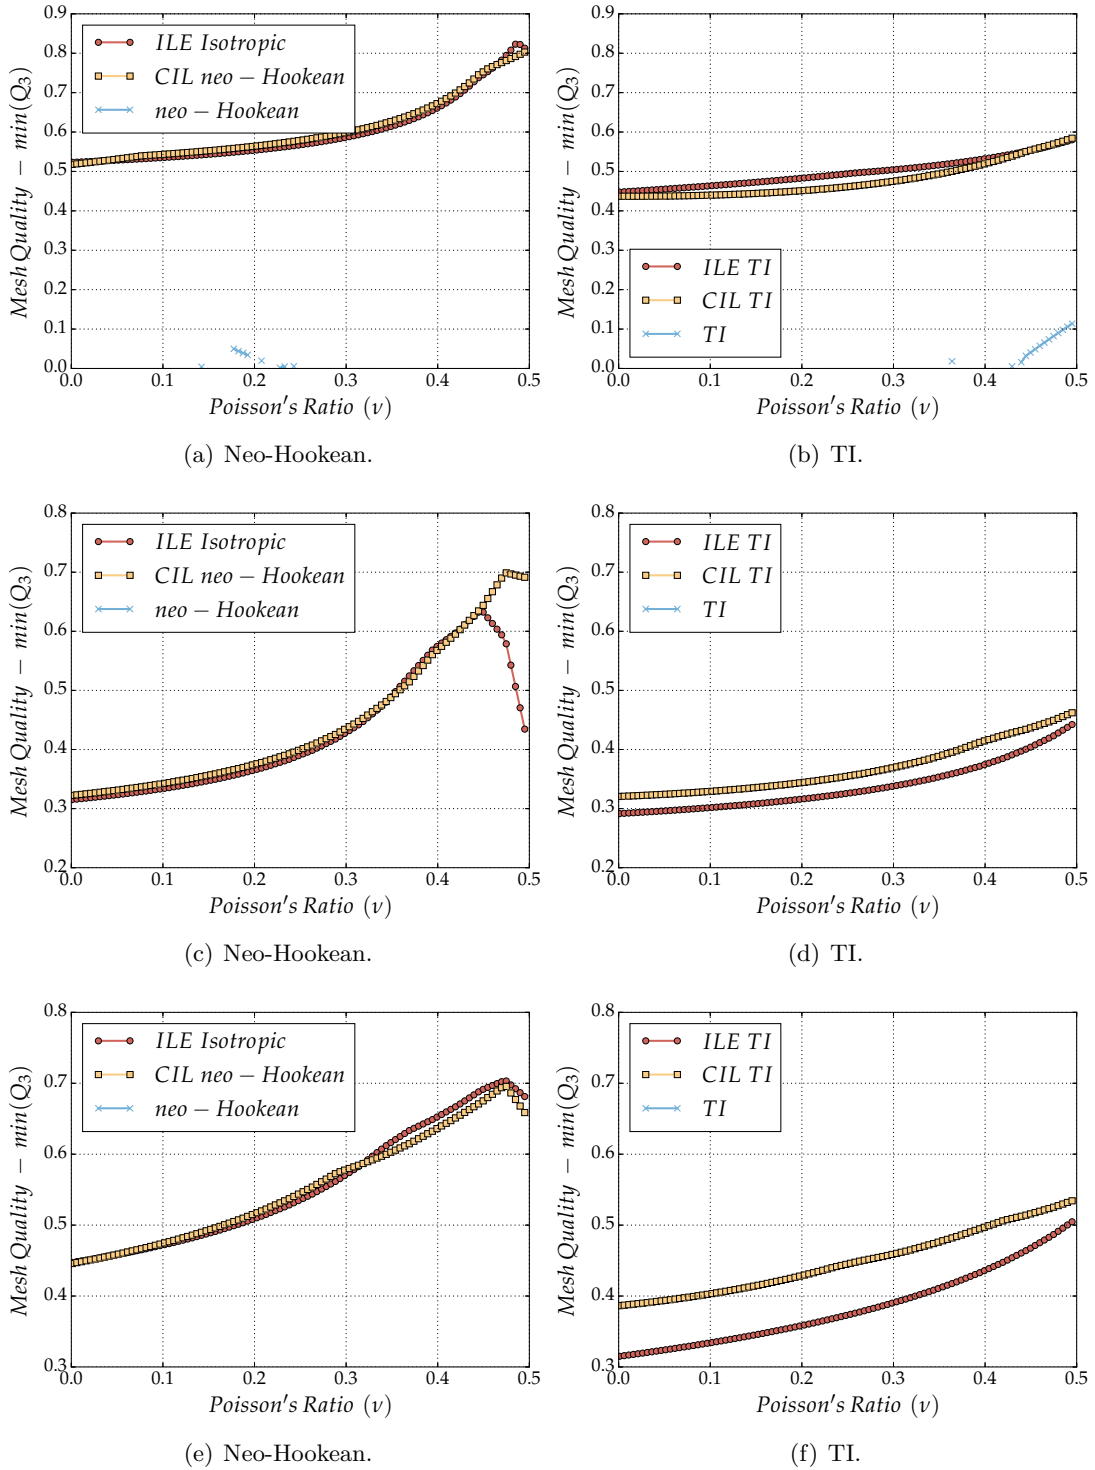 0.9
0.8
0.7
0.6
0.5
0.4
0.3
0.2
0.1
0.0
Mesh Quality − min(Q3)
ILE Isotropic
CIL neo − Hookean
neo − Hookean
0.0 0.1 0.2 0.3 0.4 0.5
Poisson's Ratio (ν)
(a) Neo-Hookean.
0.9
0.8
0.7
0.6
0.5
0.4
0.3
0.2
0.1
0.0
Mesh Quality − min(Q3)
ILE TI
CIL TI
TI
0.0 0.1 0.2 0.3 0.4 0.5
Poisson's Ratio (ν)
(b) TI.
0.8
0.7
0.6
0.5
0.4
0.3
0.2
Mesh Quality − min(Q3)
ILE Isotropic
CIL neo − Hookean
neo − Hookean
0.0 0.1 0.2 0.3 0.4 0.5
Poisson's Ratio (ν)
(c) Neo-Hookean.
0.8
0.7
0.6
0.5
0.4
0.3
0.2
Mesh Quality − min(Q3)
ILE TI
CIL TI
TI
0.0 0.1 0.2 0.3 0.4 0.5
Poisson's Ratio (ν)
(d) TI.
0.8
0.7
0.6
0.5
0.4
0.3
Mesh Quality − min(Q3)
ILE Isotropic
CIL neo − Hookean
neo − Hookean
0.0 0.1 0.2 0.3 0.4 0.5
Poisson's Ratio (ν)
(e) Neo-Hookean.
0.8
0.7
0.6
0.5
0.4
0.3
Mesh Quality − min(Q3)
ILE TI
CIL TI
TI
0.0 0.1 0.2 0.3 0.4 0.5
Poisson's Ratio (ν)
(f) TI.